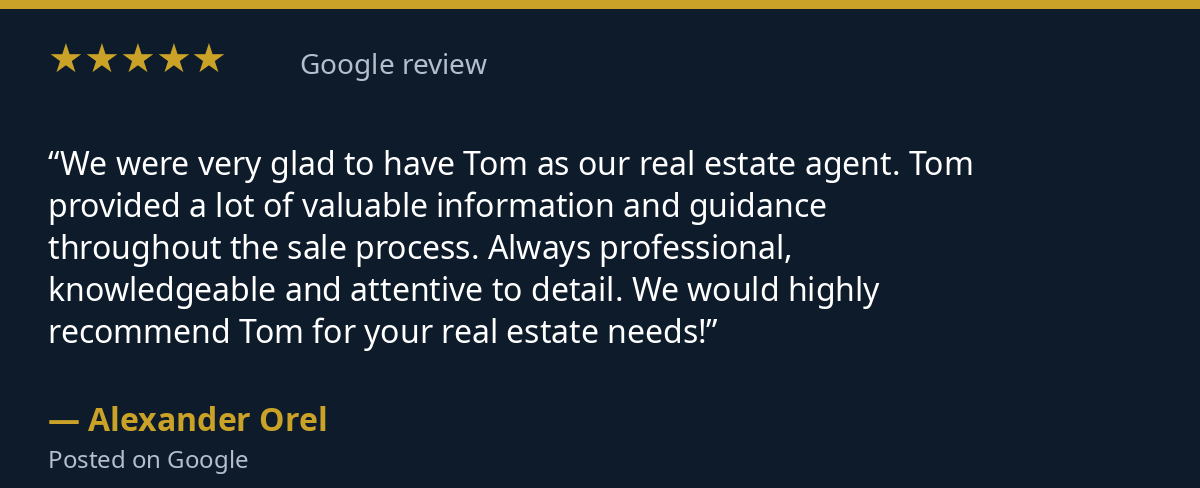 ★★★★★ Google review
“We were very glad to have Tom as our real estate agent. Tom
provided a lot of valuable information and guidance
throughout the sale process. Always professional,
knowledgeable and attentive to detail. We would highly
recommend Tom for your real estate needs!”
— Alexander Orel
Posted on Google